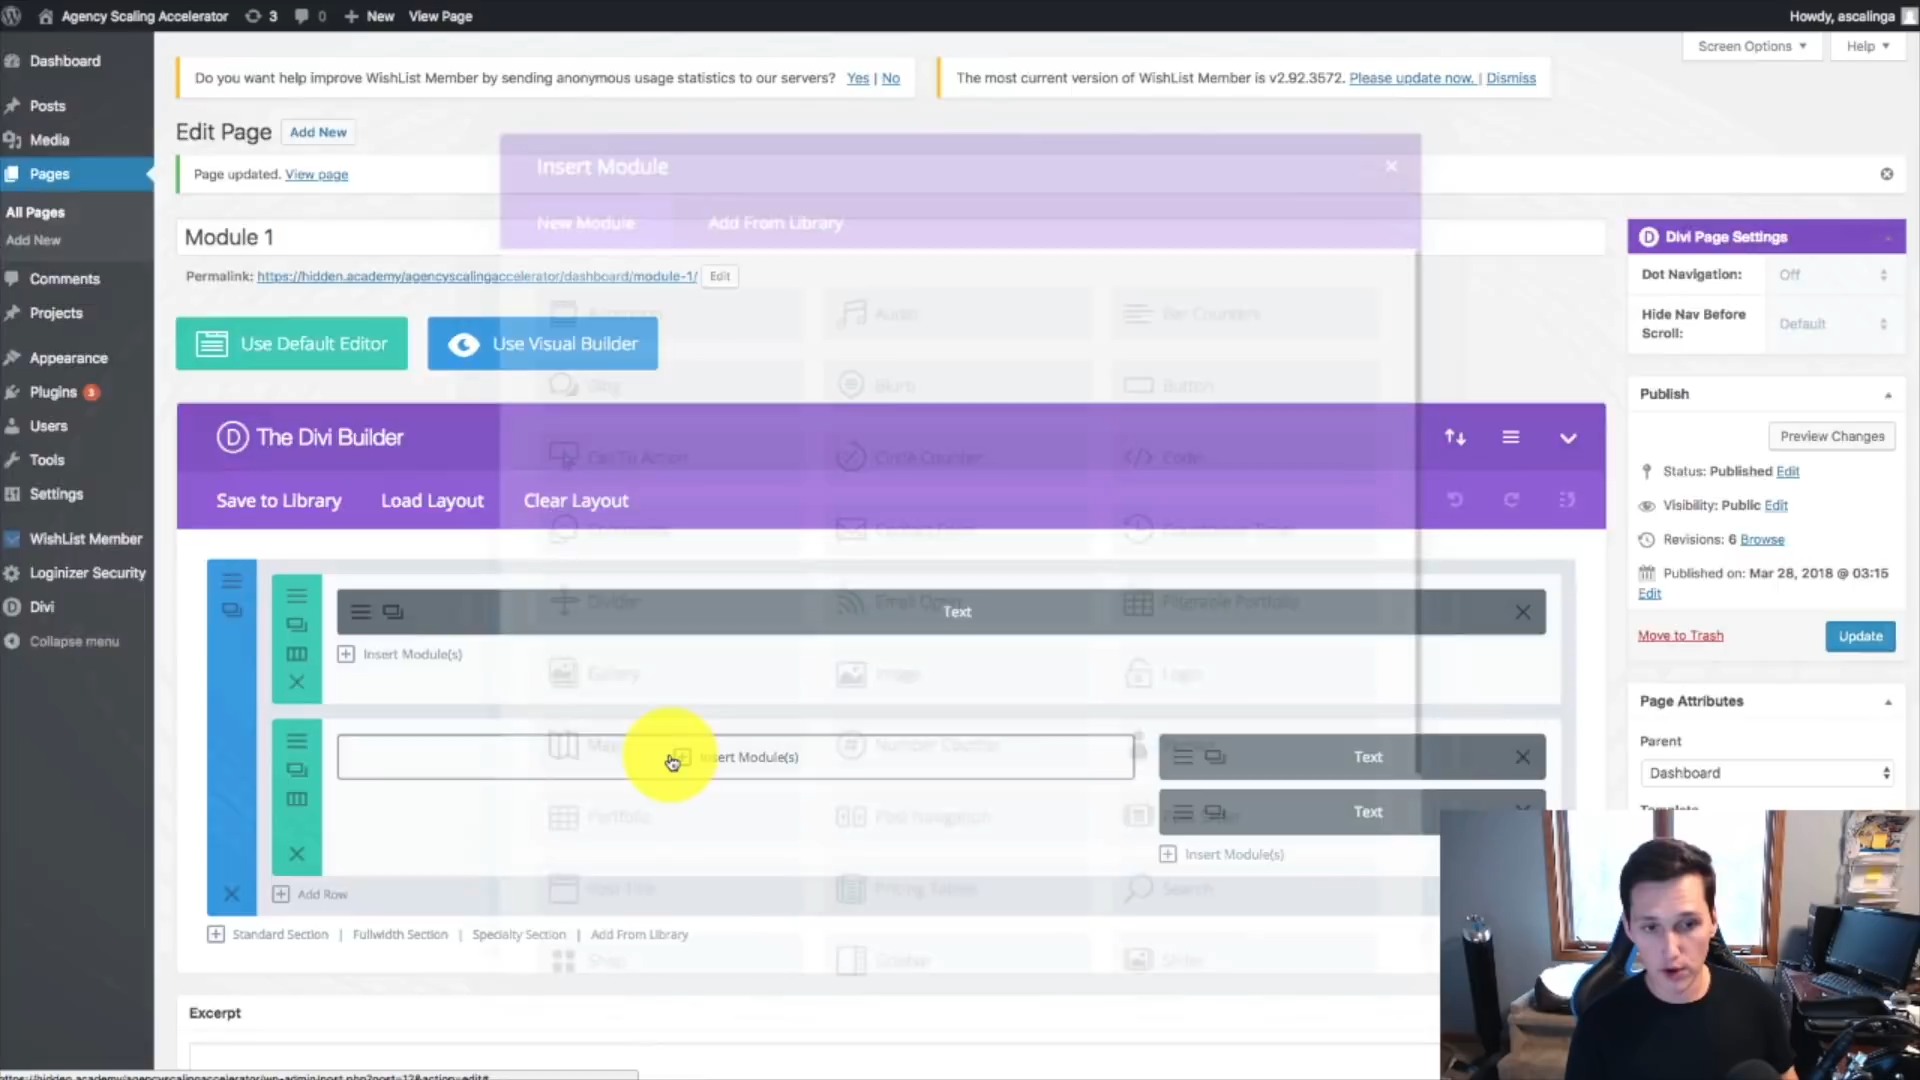 Agency Scaling Accelerator 3 0 New View Page
Howdy, ascalinga
Screen Options
Help
Dashboard
Posts
Media
Pages
All Pages
Add New
Comments
Projects
Appearance
Plugins 3
Users
Tools
Settings
WishList Member
Loginizer Security
Divi
Collapse menu
Do you want help improve WishList Member by sending anonymous usage statistics to our servers? Yes | No
The most current version of WishList Member is v2.92.3572. Please update now. | Dismiss
Edit Page Add New
Page updated. View page
Module 1
Permalink: https://hidden.academy/agencyscalingaccelerator/dashboard/module-1/ Edit
Use Default Editor
Use Visual Builder
The Divi Builder
Save to Library Load Layout Clear Layout
Insert Module
New Module Add From Library
Audio Bar Counters
Blog Blurb Button
Call To Action Circle Counter Code
Contact Form Countdown Timer
Divider Email Optin Filterable Portfolio
Gallery Image Login
Number Counter
Portfolio Post Navigation
Post Title Pricing Tables Search
Shop Sidebar Slider
Text
Insert Module(s)
Insert Module(s)
Text
Text
Insert Module(s)
Add Row
Standard Section | Fullwidth Section | Specialty Section | Add From Library
Excerpt
Divi Page Settings
Dot Navigation: Off
Hide Nav Before Scroll: Default
Publish
Preview Changes
Status: Published Edit
Visibility: Public Edit
Revisions: 6 Browse
Published on: Mar 28, 2018 @ 03:15
Edit
Move to Trash Update
Page Attributes
Parent
Dashboard